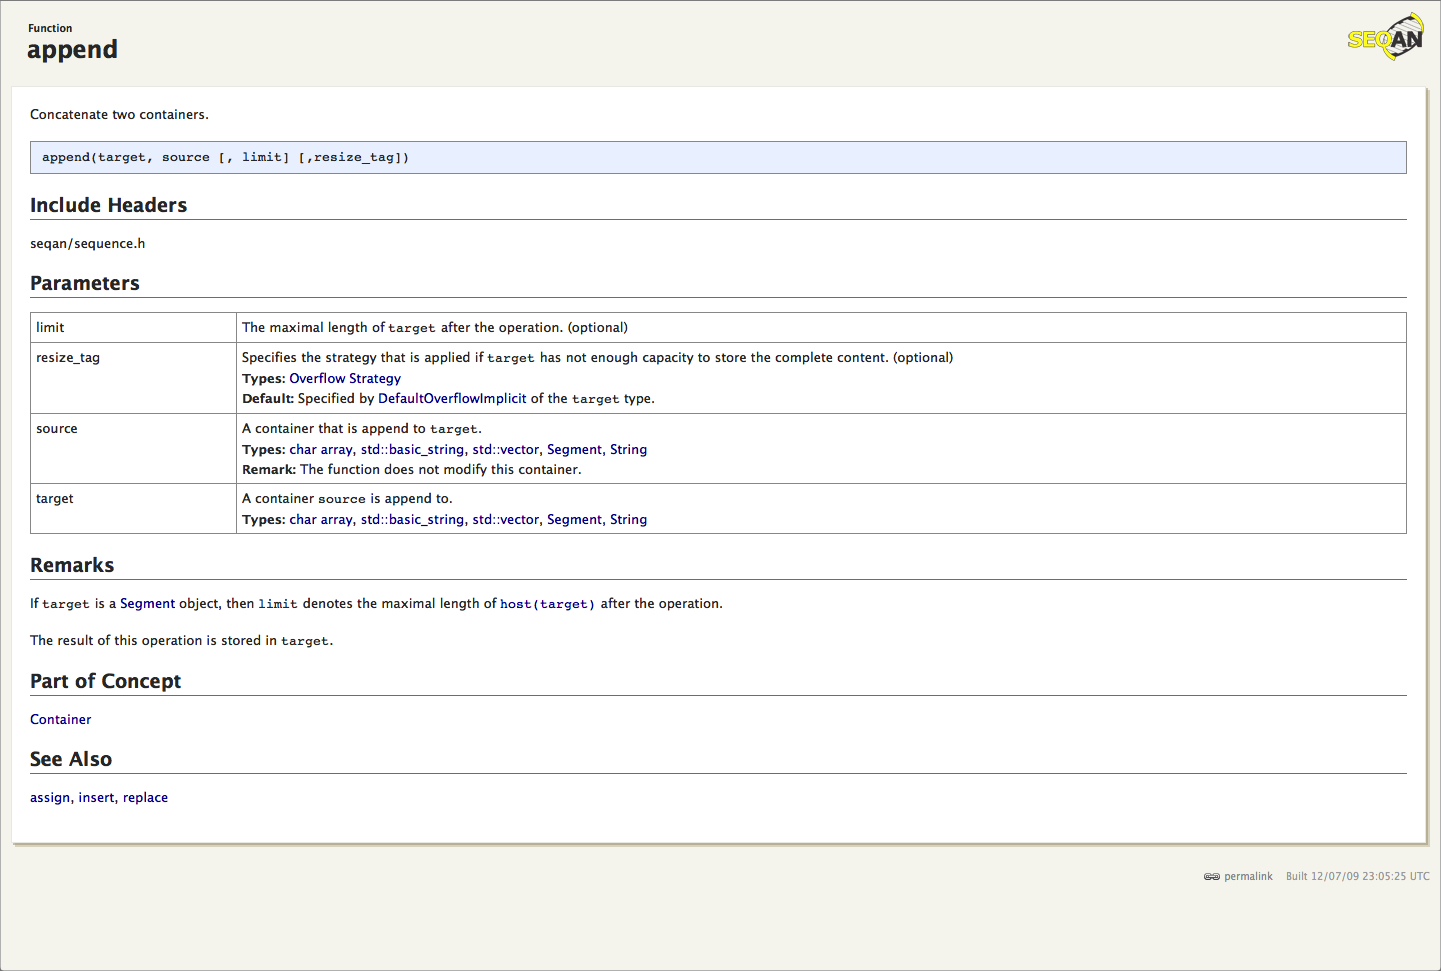 Function
append
SEQAN
Concatenate two containers.
append(target, source [, limit] [,resize_tag])
Include Headers
seqan/sequence.h
Parameters
limit
The maximal length of target after the operation. (optional)
resize_tag
Specifies the strategy that is applied if target has not enough capacity to store the complete content. (optional)
Types: Overflow Strategy
Default: Specified by DefaultOverflowImplicit of the target type.
source
A container that is append to target.
Types: char array, std::basic_string, std::vector, Segment, String
Remark: The function does not modify this container.
target
A container source is append to.
Types: char array, std::basic_string, std::vector, Segment, String
Remarks
If target is a Segment object, then limit denotes the maximal length of host(target) after the operation.
The result of this operation is stored in target.
Part of Concept
Container
See Also
assign, insert, replace
permalink Built 12/07/09 23:05:25 UTC